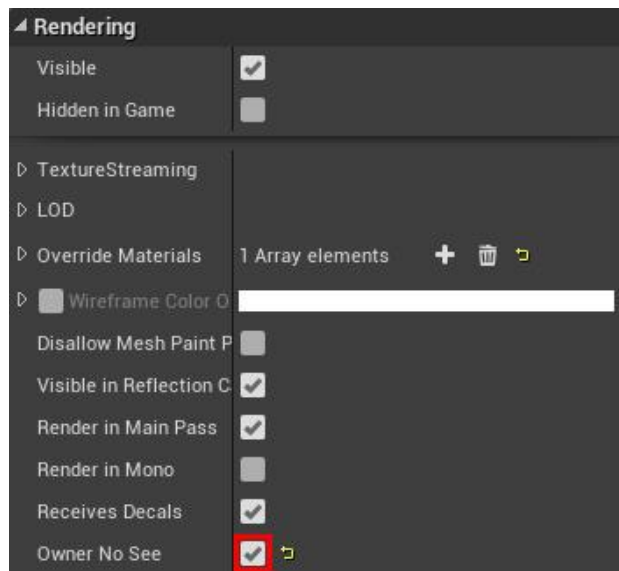 Rendering
Visible
Hidden in Game
TextureStreaming
LOD
Override Materials 1 Array elements
Wireframe Color O
Disallow Mesh Paint P
Visible in Reflection C
Render in Main Pass
Render in Mono
Receives Decals
Owner No See